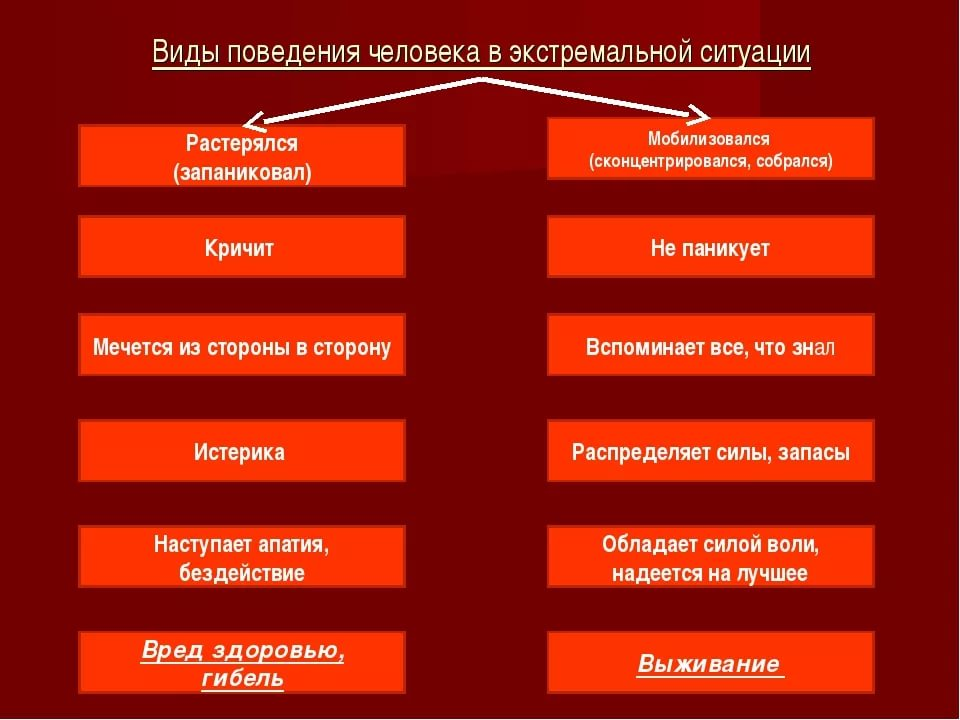 Виды поведения человека в экстремальной ситуации
Растерялся
(запаниковал)
Кричит
Мечется из стороны в сторону
Истерика
Наступает апатия,
бездействие
Вред здоровью,
гибель
Мобилизовался
(сконцентрировался, собрался)
Не паникует
Вспоминает все, что знал
Распределяет силы, запасы
Обладает силой воли,
надеется на лучшее
Выживание